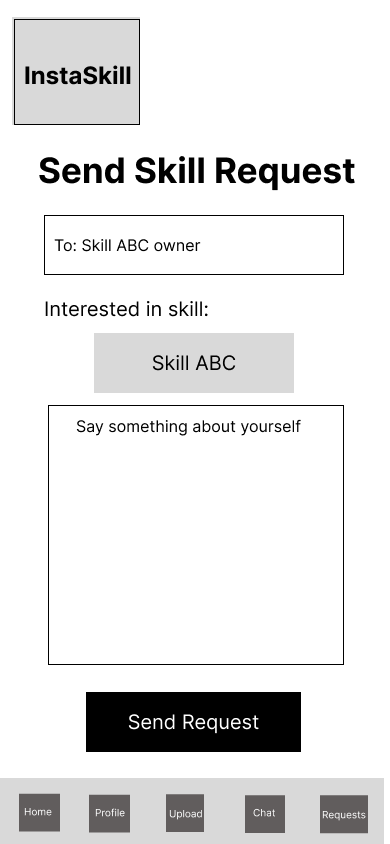 InstaSkill
Send Skill Request
To: Skill ABC owner
Interested in skill:
Skill ABC
Say something about yourself
Send Request
Home
Profile
Upload
Chat
Requests